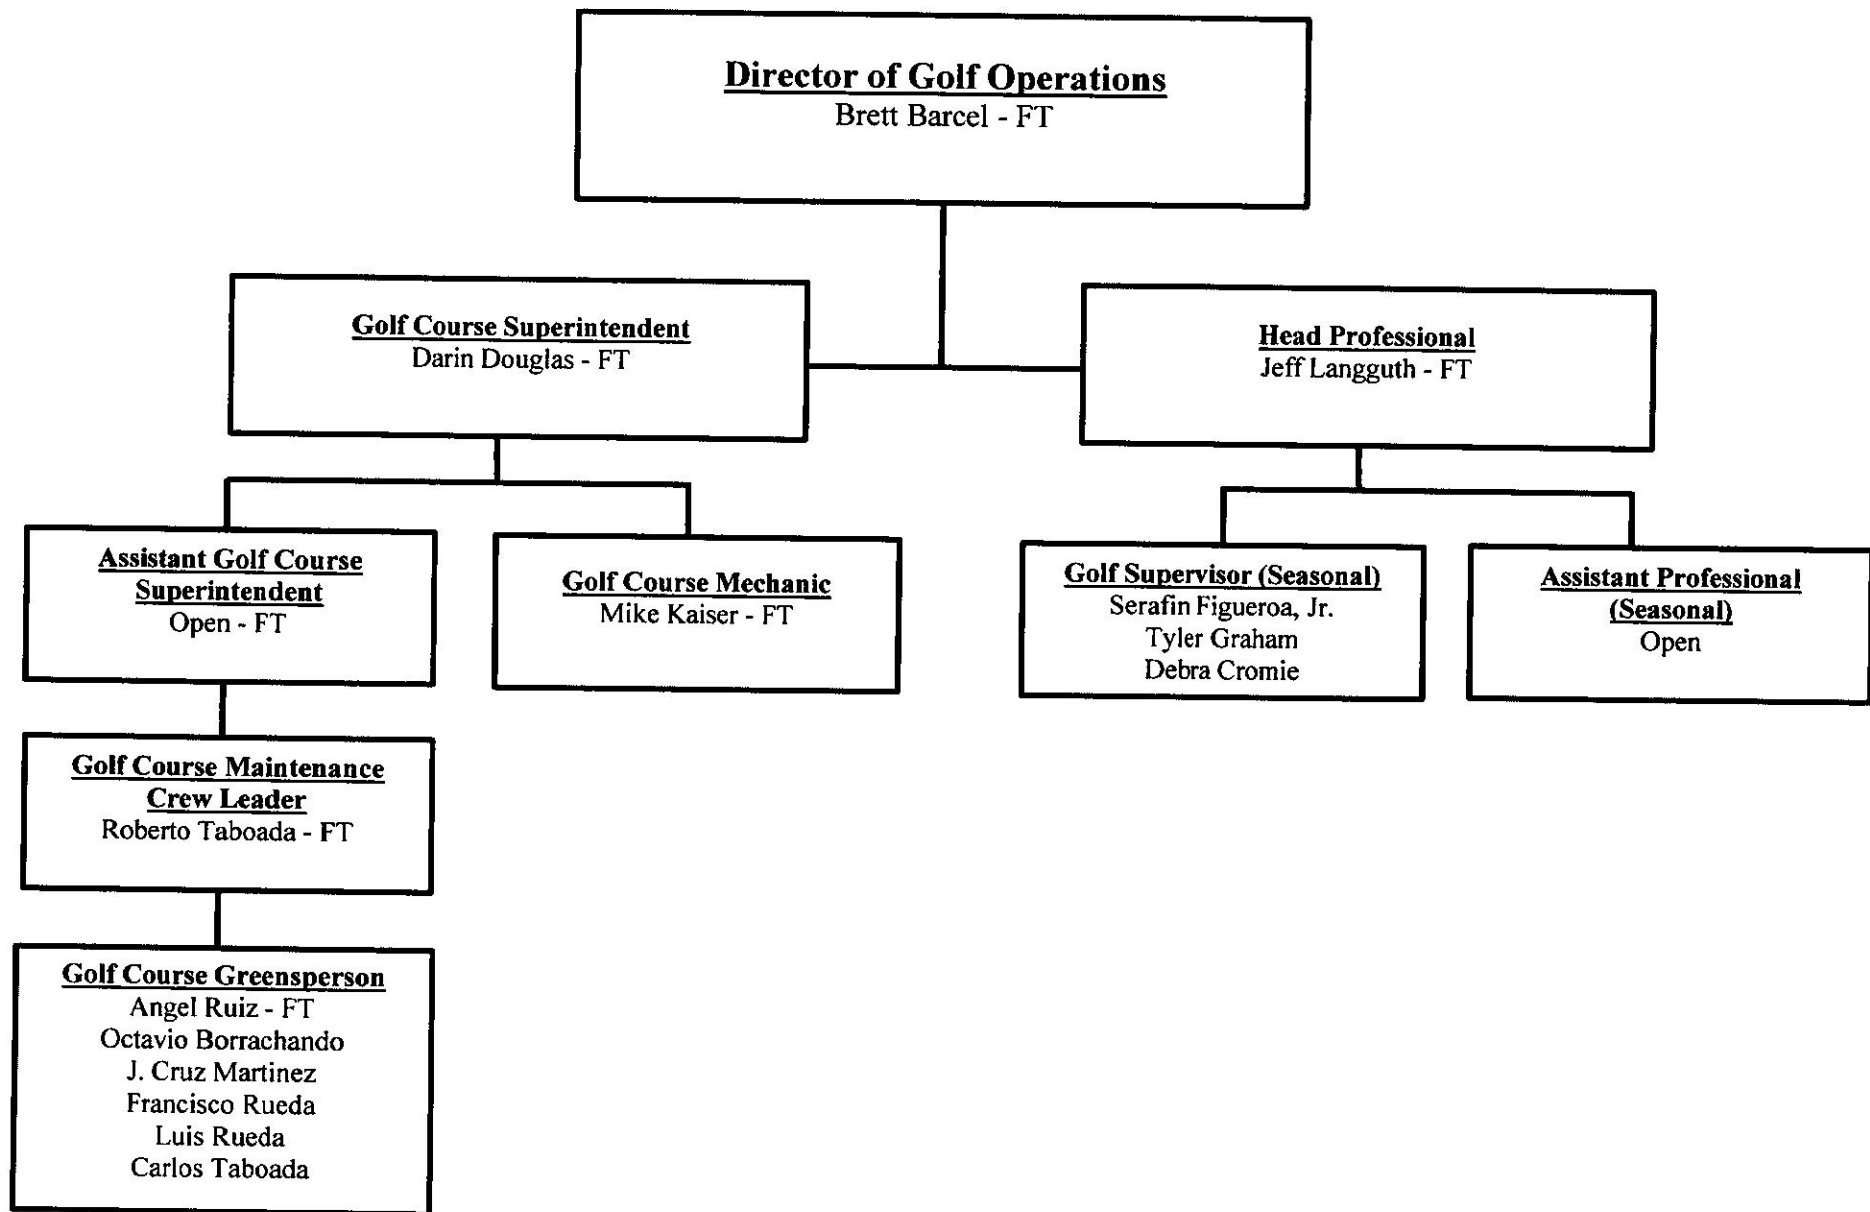 Director of Golf Operations
Brett Barcel - FT
Golf Course Superintendent
Darin Douglas - FT
Head Professional
Jeff Langguth - FT
Assistant Golf Course
Superintendent
Open - FT
Golf Course Mechanic
Mike Kaiser - FT
Golf Supervisor (Seasonal)
Serafin Figueroa, Jr.
Tyler Graham
Debra Cromie
Assistant Professional
(Seasonal)
Open
Golf Course Maintenance
Crew Leader
Roberto Taboada - FT
Golf Course Greensperson
Angel Ruiz - FT
Octavio Borrachando
J. Cruz Martinez
Francisco Rueda
Luis Rueda
Carlos Taboada